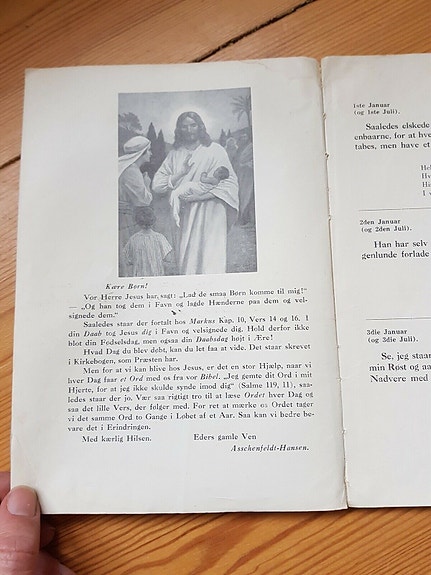 Kære Børn!
Vor Herre Jesus har sagt: „Lad de smaa Børn komme til mig!"
— „Og han tog dem i Favn og lagde Hænderne paa dem og vel-
signede dem."
Saaledes staar der fortalt hos Markus Kap. 10, Vers 14 og 16. I
din Daab tog Jesus dig i Favn og velsignede dig. Hold derfor ikke
blot din Fødselsdag, men ogsaa din Daabsdag højt i Ære!
Hvad Dag du blev døbt, kan du let faa at vide. Det staar skrevet
i Kirkebogen, som Præsten har.
Men for at vi kan blive hos Jesus, er det en stor Hjælp, naar vi
hver Dag faar et Ord med os fra vor Bibel. „Jeg gemte dit Ord i mit
Hjerte, for at jeg ikke skulde synde imod dig" (Salme 119, 11), saa-
ledes staar der jo. Vær saa rigtig tro til at læse Ordet hver Dag og
saa det lille Vers, der følger med. For ret at mærke os Ordet tager
vi det samme Ord to Gange i Løbet af et Aar. Saa kan vi bedre be-
vare det i Erindringen.
Med kærlig Hilsen.
Eders gamle Ven
Asschenfeldt-Hansen.
1ste Januar
(og 1ste Juli).
Saaledes elskede
enbaarne, for at hve
tabes, men have et
Hel
Hv
Hi
I v
2den Januar
(og 2den Juli).
Han har selv
genlunde forlade
3die Januar
(og 3die Juli).
Se, jeg staar
min Røst og aa
Nadvere med